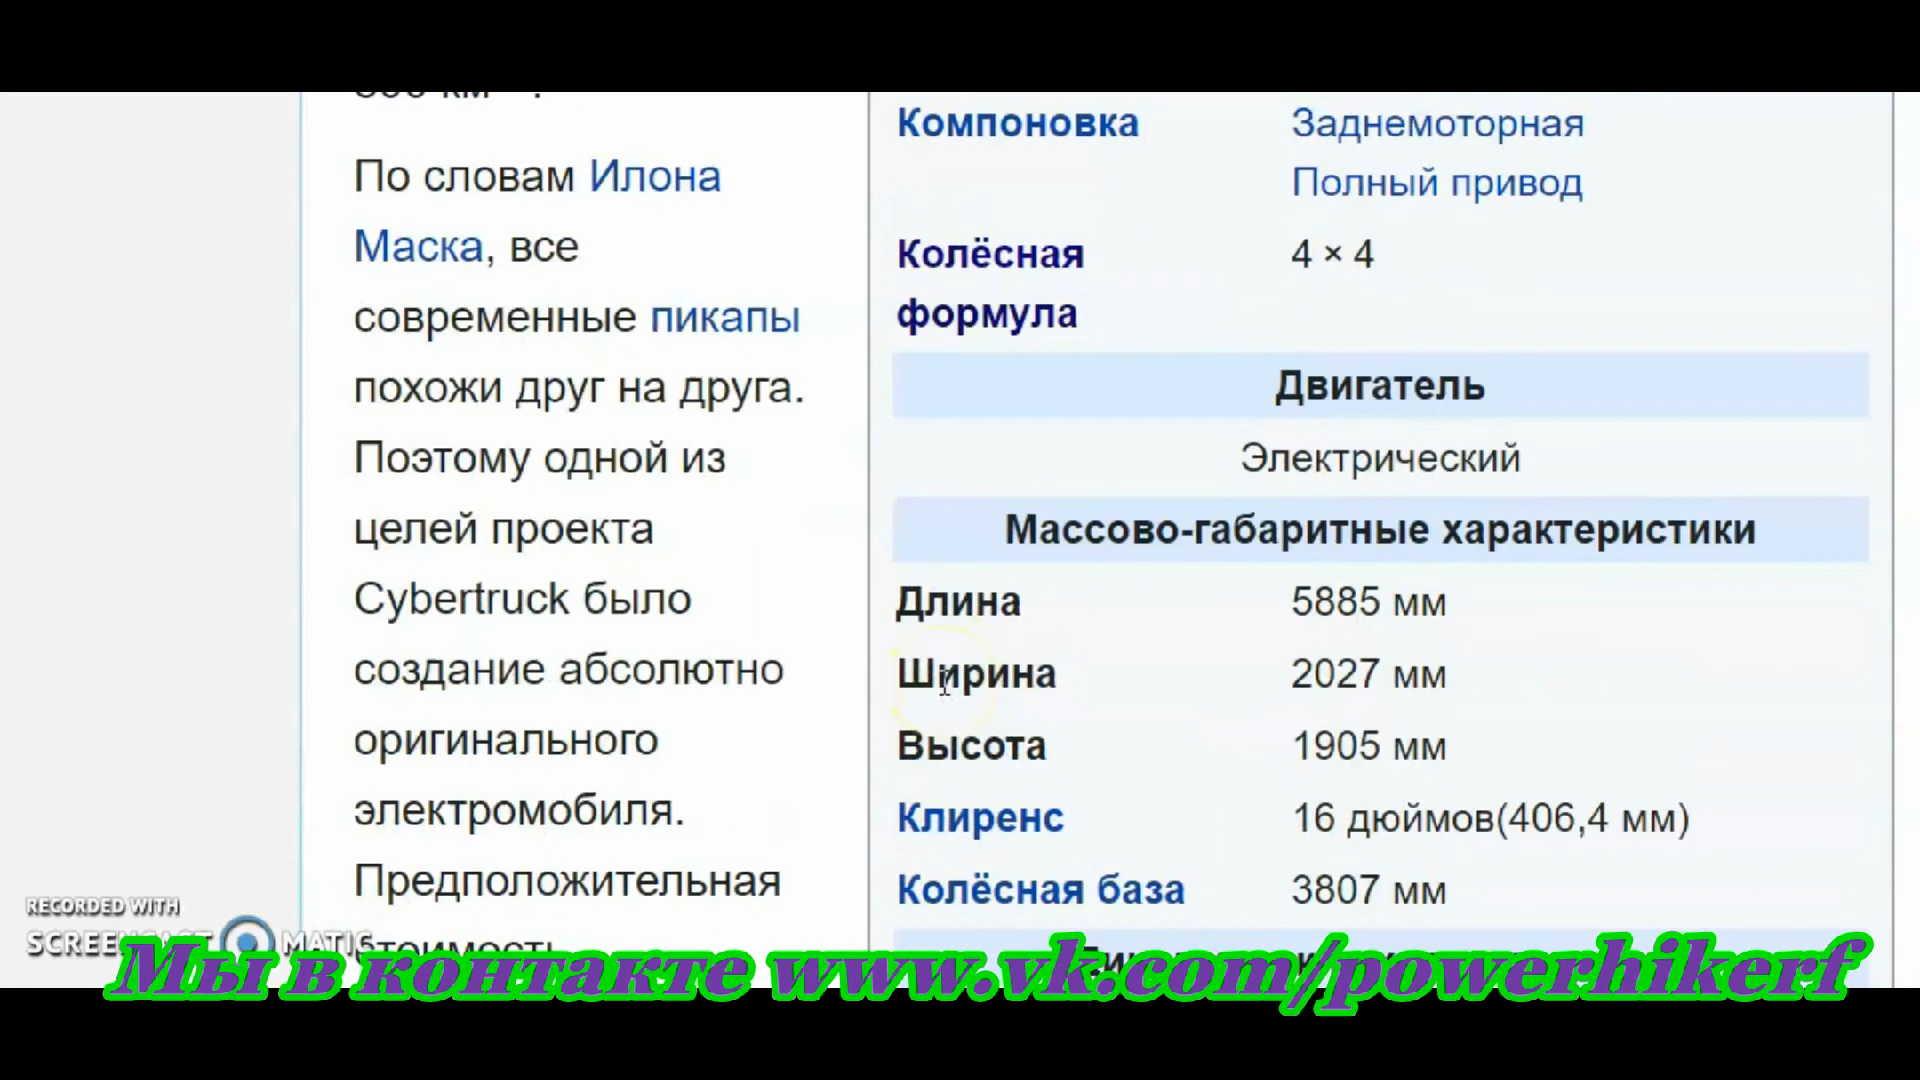 По словам Илона
Маска, все
современные пикапы
похожи друг на друга.
Поэтому одной из
целей проекта
Cybertruck было
создание абсолютно
оригинального
электромобиля.
Предположительная
стоимость
Компоновка Заднемоторная
Полный привод
Колёсная 4 × 4
формула
Двигатель
Электрический
Массово-габаритные характеристики
Длина 5885 мм
Ширина 2027 мм
Высота 1905 мм
Клиренс 16 дюймов(406,4 мм)
Колёсная база 3807 мм
RECORDED WITH
SCREENCAST MATIC
Мы в контакте www.vk.com/powerhikerf